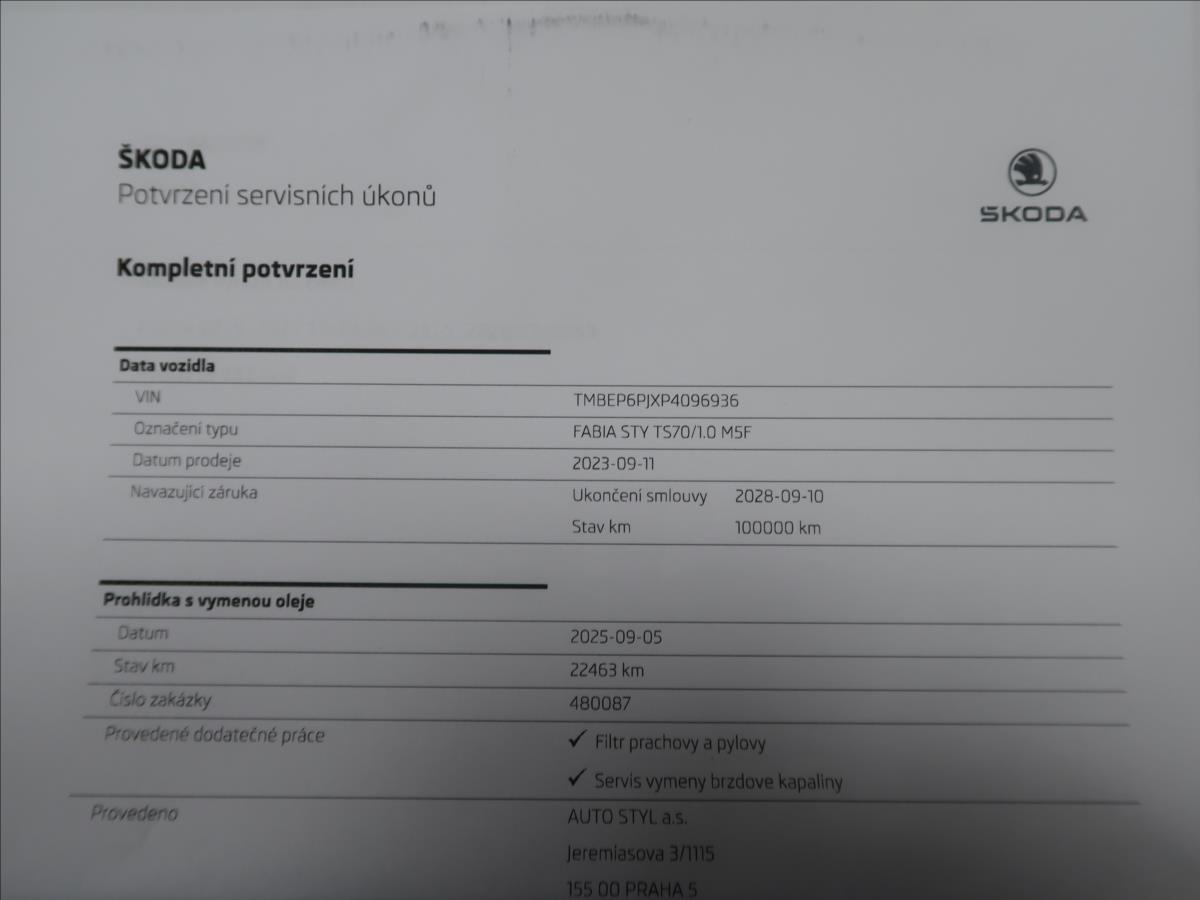 ŠKODA
Potvrzení servisních úkonů
ŠKODA
Kompletní potvrzení
Data vozidla
VIN TMBEP6PJXP4096936
Označení typu FABIA STY TS70/1.0 M5F
Datum prodeje 2023-09-11
Navazující záruka Ukončení smlouvy 2028-09-10
Stav km 100000 km
Prohlídka s vymenou oleje
Datum 2025-09-05
Stav km 22463 km
Číslo zakázky 480087
Provedené dodatečné práce ✓ Filtr prachovy a pylovy
✓ Servis vymeny brzdove kapaliny
Provedeno AUTO STYL a.s.
Jeremiasova 3/1115
155 00 PRAHA 5